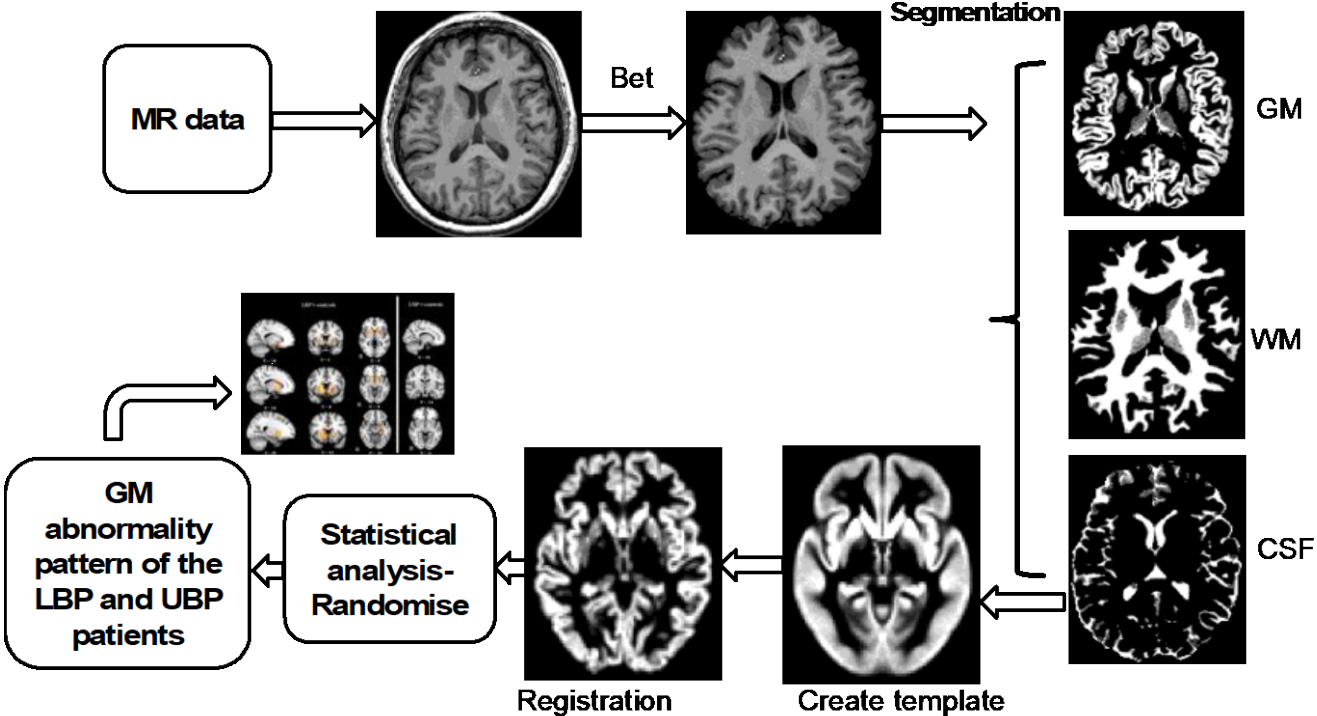 Segmentation
MR data
Bet
GM
WM
CSF
Create template
Registration
Statistical
analysis-
Randomise
GM
abnormality
pattern of the
LBP and UBP
patients